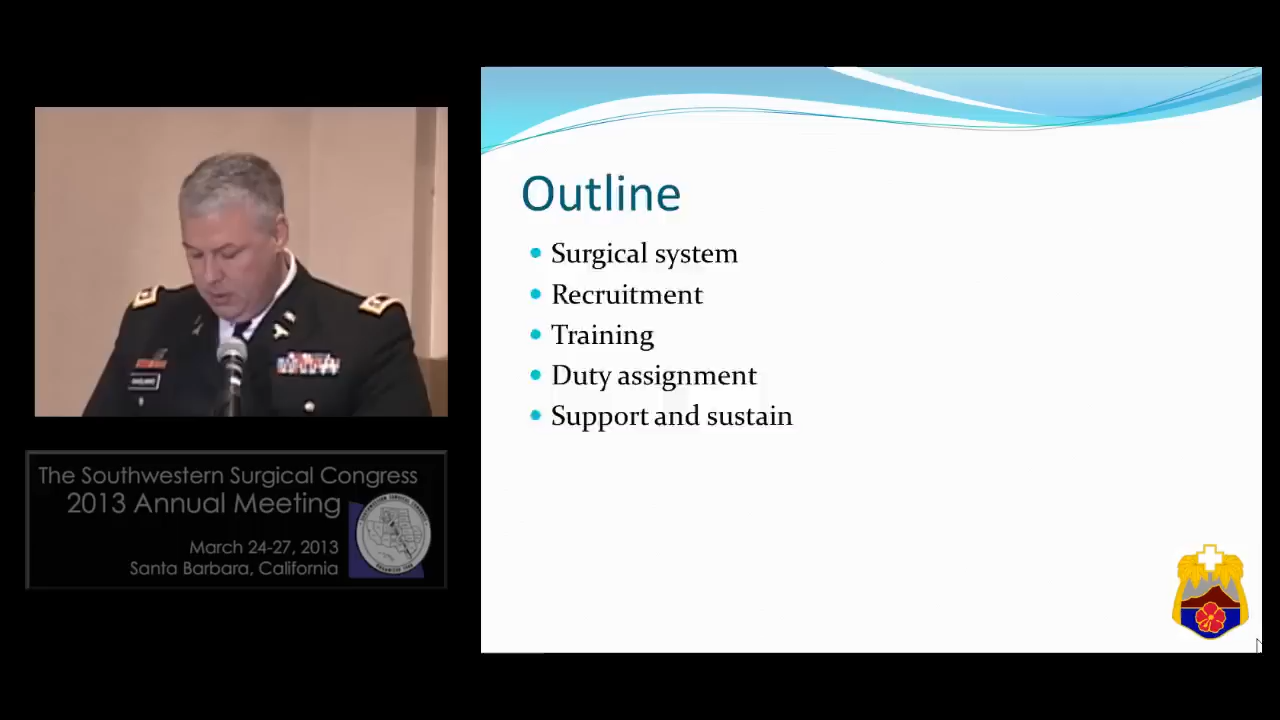 Outline
Surgical system
Recruitment
Training
Duty assignment
Support and sustain
The Southwestern Surgical Congress
2013 Annual Meeting
March 24-27, 2013
Santa Barbara, California